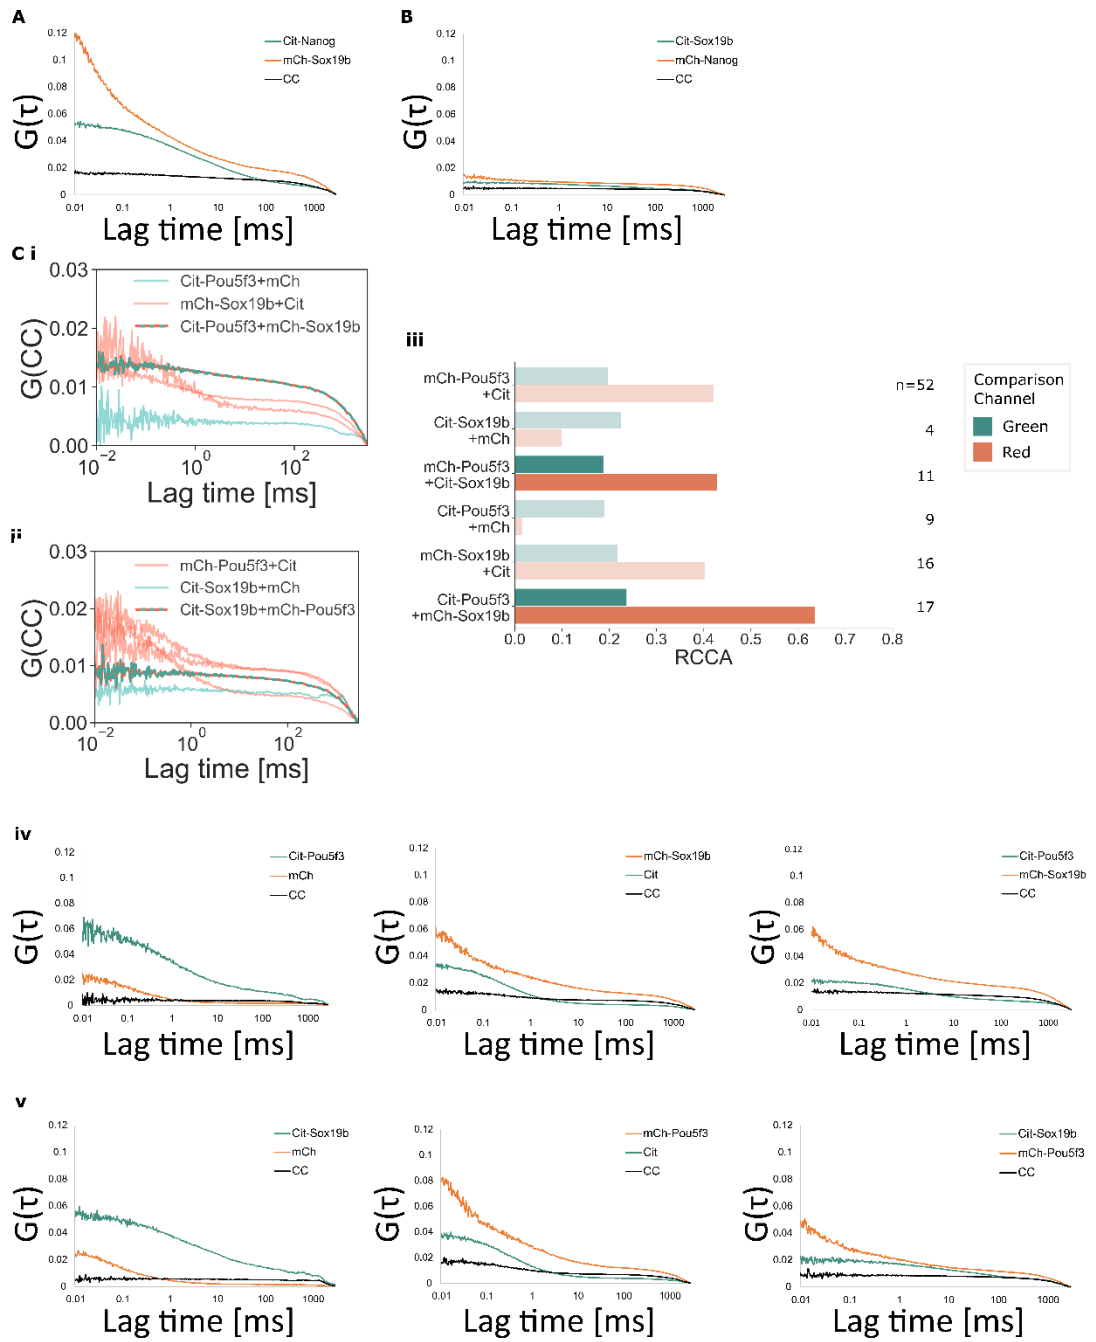 A
0.12
0.1
0.08
0.06
0.04
0.02
0
G(τ)
Cit-Nanog
mCh-Sox19b
CC
0.01 0.1 1 10 100 1000
Lag time [ms]
B
0.12
0.1
0.08
0.06
0.04
0.02
0
G(τ)
Cit-Sox19b
mCh-Nanog
CC
0.01 0.1 1 10 100 1000
Lag time [ms]
C i
0.03
0.02
0.01
0.00
G(CC)
Cit-Pou5f3+mCh
mCh-Sox19b+Cit
Cit-Pou5f3+mCh-Sox19b
10⁻² 10⁰ 10²
Lag time [ms]
ii
0.03
0.02
0.01
0.00
G(CC)
mCh-Pou5f3+Cit
Cit-Sox19b+mCh
Cit-Sox19b+mCh-Pou5f3
10⁻² 10⁰ 10²
Lag time [ms]
iii
mCh-Pou5f3
+Cit
n=52
Cit-Sox19b
+mCh
4
mCh-Pou5f3
+Cit-Sox19b
11
Cit-Pou5f3
+mCh
9
mCh-Sox19b
+Cit
16
Cit-Pou5f3
+mCh-Sox19b
17
0.0 0.1 0.2 0.3 0.4 0.5 0.6 0.7 0.8
RCCA
Comparison
Channel
Green
Red
iv
0.12
0.1
0.08
0.06
0.04
0.02
0
G(τ)
Cit-Pou5f3
mCh
CC
0.01 0.1 1 10 100 1000
Lag time [ms]
0.12
0.1
0.08
0.06
0.04
0.02
0
G(τ)
mCh-Sox19b
Cit
CC
0.01 0.1 1 10 100 1000
Lag time [ms]
0.12
0.1
0.08
0.06
0.04
0.02
0
G(τ)
Cit-Pou5f3
mCh-Sox19b
CC
0.01 0.1 1 10 100 1000
Lag time [ms]
v
0.12
0.1
0.08
0.06
0.04
0.02
0
G(τ)
Cit-Sox19b
mCh
CC
0.01 0.1 1 10 100 1000
Lag time [ms]
0.12
0.1
0.08
0.06
0.04
0.02
0
G(τ)
mCh-Pou5f3
Cit
CC
0.01 0.1 1 10 100 1000
Lag time [ms]
0.12
0.1
0.08
0.06
0.04
0.02
0
G(τ)
Cit-Sox19b
mCh-Pou5f3
CC
0.01 0.1 1 10 100 1000
Lag time [ms]